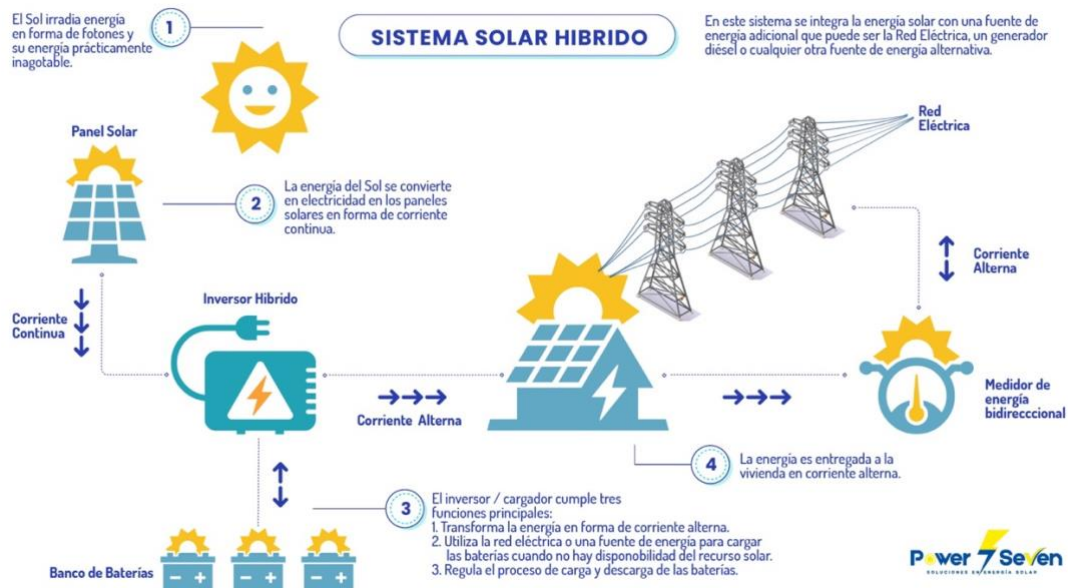 El Sol irradia energía
en forma de fotones y
su energía prácticamente
inagotable.
1
SISTEMA SOLAR HIBRIDO
En este sistema se integra la energía solar con una fuente de
energía adicional que puede ser la Red Eléctrica, un generador
diésel o cualquier otra fuente de energía alternativa.
Panel Solar
Red
Eléctrica
2
La energía del Sol se convierte
en electricidad en los paneles
solares en forma de corriente
continua.
Corriente
Alterna
Corriente
Continua
Inversor Hibrido
Corriente Alterna
Medidor de
energía
bidirecccional
4
La energía es entregada a la
vivienda en corriente alterna.
3
El inversor / cargador cumple tres
funciones principales:
1. Transforma la energía en forma de corriente alterna.
2. Utiliza la red eléctrica o una fuente de energía para cargar
las baterías cuando no hay disponobilidad del recurso solar.
3. Regula el proceso de carga y descarga de las baterías.
Banco de Baterías
Power 7 Seven
SOLUCIONES EN ENERGÍA SOLAR